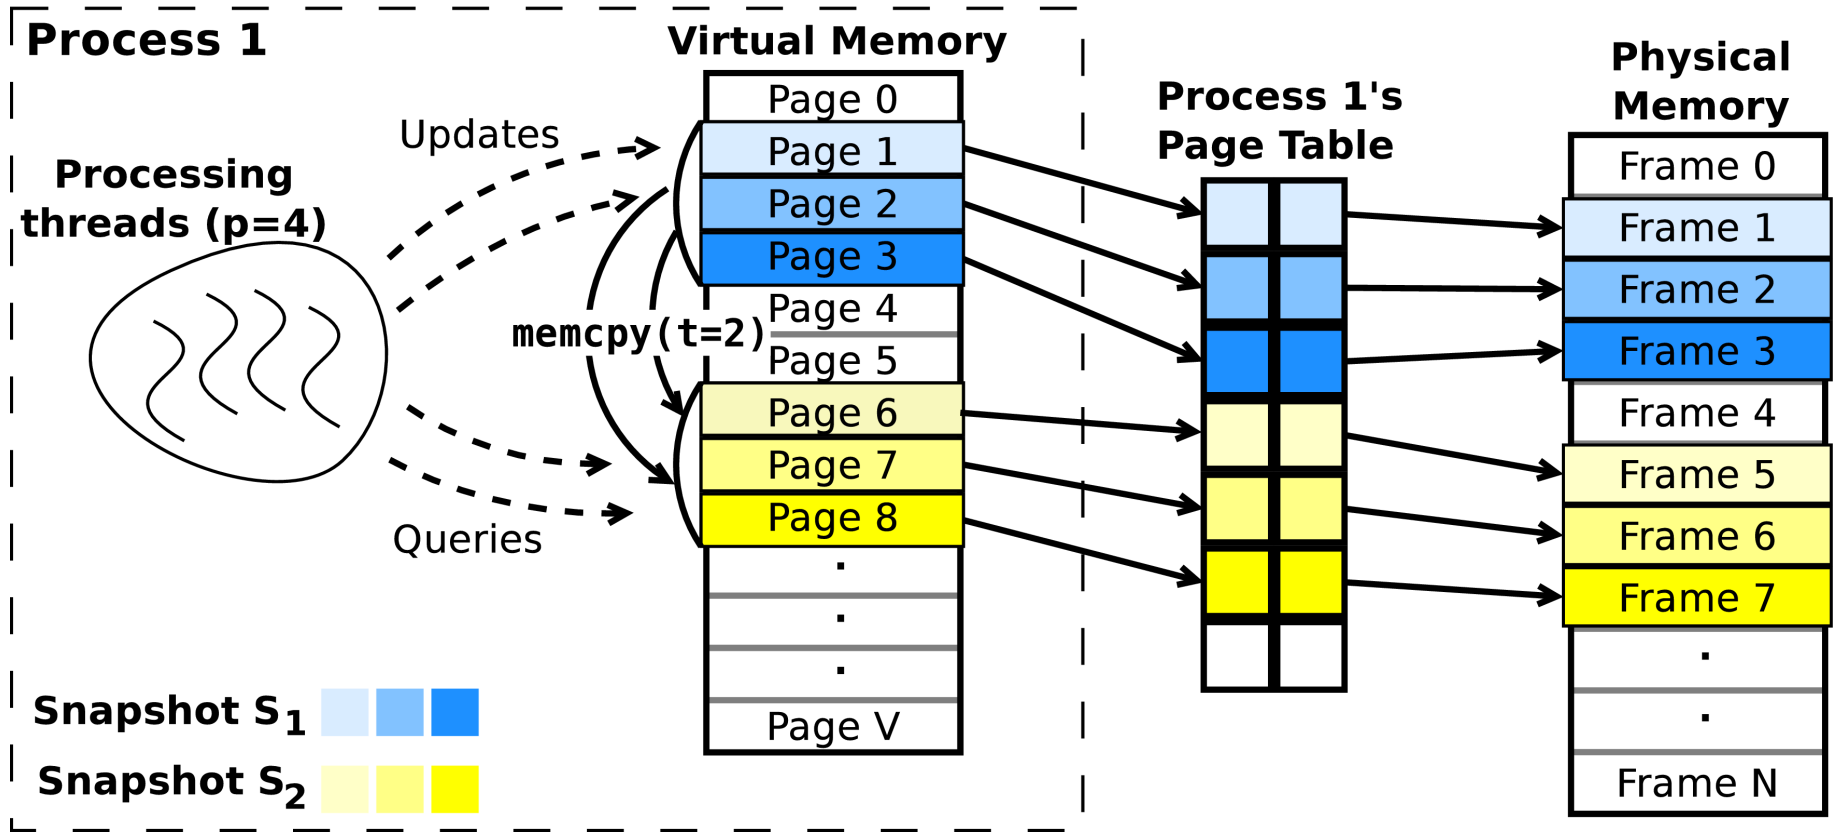 Process 1
Virtual Memory
Page 0
Page 1
Page 2
Page 3
Page 4
Page 5
Page 6
Page 7
Page 8
.
.
.
Page V
Updates
Processing
threads (p=4)
memcpy(t=2)
Queries
Snapshot S1
Snapshot S2
Process 1's
Page Table
Physical
Memory
Frame 0
Frame 1
Frame 2
Frame 3
Frame 4
Frame 5
Frame 6
Frame 7
.
.
Frame N